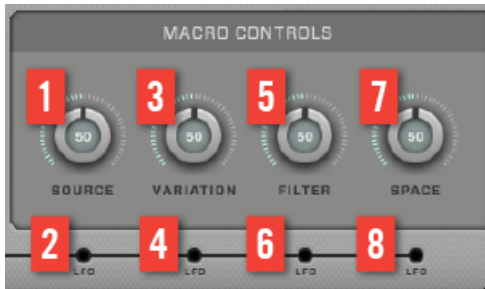 MACRO CONTROLS
1 3 5 7
50 50 50 50
SOURCE VARIATION FILTER SPACE
2 4 6 8
LFO LFO LFO LFO